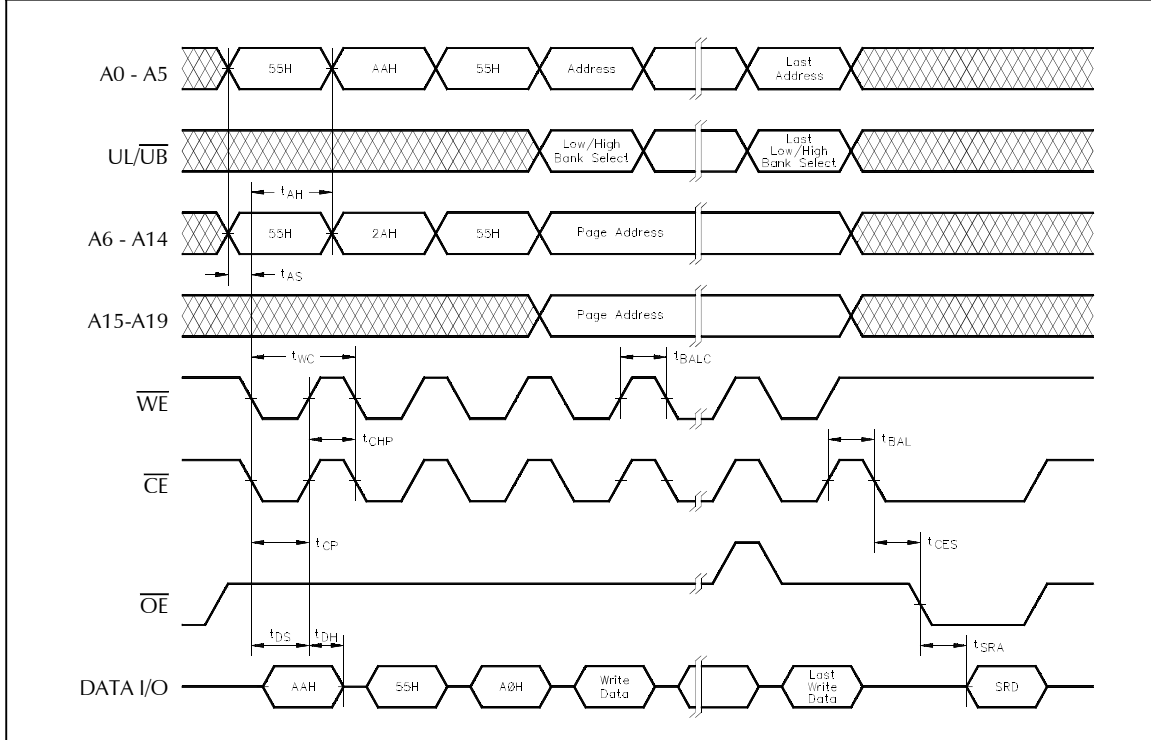 A0 - A5
55H
AAH
55H
Address
Last
Address
UL/UB
Low/High
Bank Select
Last
Low/High
Bank Select
tAH
A6 - A14
55H
2AH
55H
Page Address
tAS
A15-A19
Page Address
tWC
tBALC
WE
tCHP
tBAL
CE
tCP
tCES
OE
tDS
tDH
tSRA
DATA I/O
AAH
55H
A0H
Write
Data
Last
Write
Data
SRD